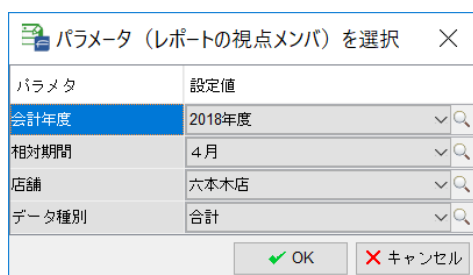 パラメータ（レポートの視点メンバ）を選択
パラメタ 設定値
会計年度 2018年度
相対期間 ４月
店舗 六本木店
データ種別 合計
OK キャンセル